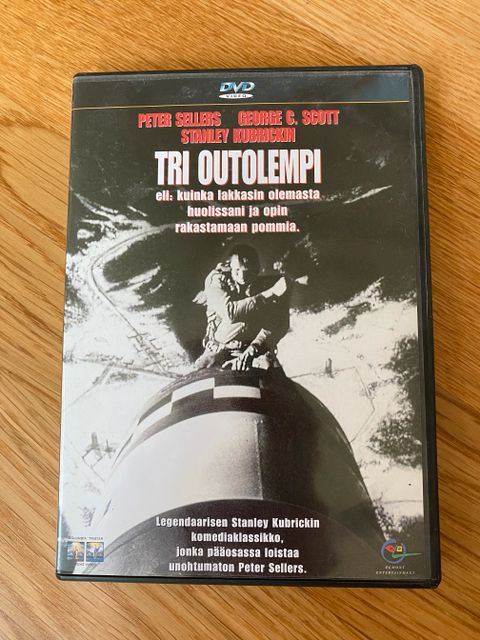 DVD
VIDEO
PETER SELLERS GEORGE C. SCOTT
STANLEY KUBRICKIN
TRI OUTOLEMPI
eli: kuinka lakkasin olemasta
huolissani ja opin
rakastamaan pommia.
Legendaarisen Stanley Kubrickin
komediaklassikko,
jonka pääosassa loistaa
unohtumaton Peter Sellers.